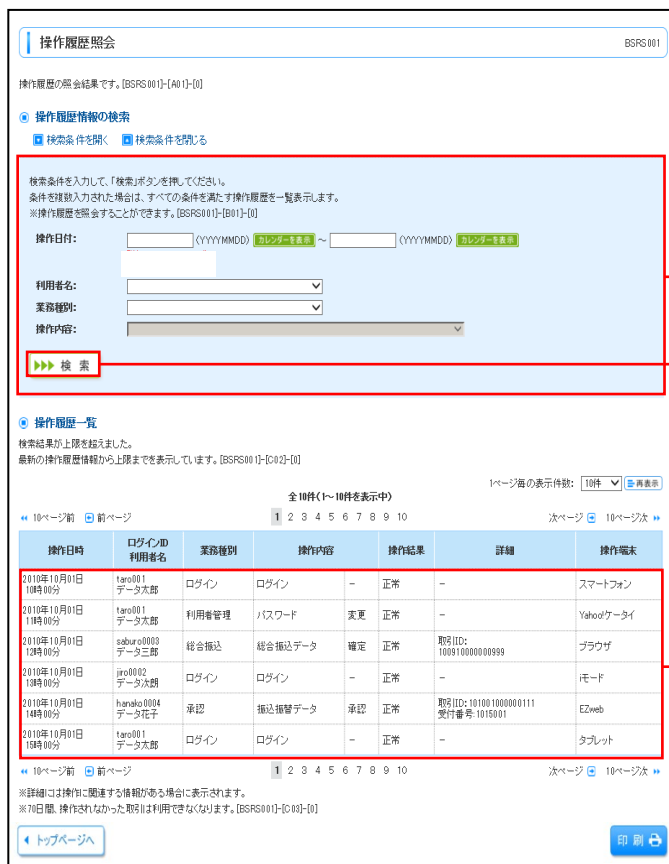 操作履歴照会 BSRS001
操作履歴の照会結果です。[BSRS001]-[A01]-[0]
操作履歴情報の検索
検索条件を開く 検索条件を閉じる
検索条件を入力して、「検索」ボタンを押してください。
条件を複数入力された場合は、すべての条件を満たす操作履歴を一覧表示します。
※操作履歴を照会することができます。[BSRS001]-[B01]-[0]
操作日付: (YYYYMMDD) カレンダーを表示 ～ (YYYYMMDD) カレンダーを表示
利用者名:
業務種別:
操作内容:
検 索
操作履歴一覧
検索結果が上限を超えました。
最新の操作履歴情報から上限までを表示しています。[BSRS001]-[C02]-[0]
1ページ毎の表示件数: 10件 再表示
全10件(1～10件を表示中)
10ページ前 前ページ 1 2 3 4 5 6 7 8 9 10 次ページ 10ページ次
操作日時 ログインID 利用者名 業務種別 操作内容 操作結果 詳細 操作端末
2010年10月01日 10時00分 taro001 データ太郎 ログイン ログイン － 正常 － スマートフォン
2010年10月01日 11時00分 taro001 データ太郎 利用者管理 パスワード 変更 正常 － Yahoo!ケータイ
2010年10月01日 12時00分 saburo0003 データ三郎 総合振込 総合振込データ 確定 正常 取引ID: 100910000000999 ブラウザ
2010年10月01日 13時00分 jiro0002 データ次朗 ログイン ログイン － 正常 － iモード
2010年10月01日 14時00分 hanako0004 データ花子 承認 振込振替データ 承認 正常 取引ID:101001000000111 受付番号:1015001 EZweb
2010年10月01日 15時00分 taro001 データ太郎 ログイン ログイン － 正常 － タブレット
10ページ前 前ページ 1 2 3 4 5 6 7 8 9 10 次ページ 10ページ次
※詳細には操作に関連する情報がある場合に表示されます。
※70日間、操作されなかった取引は利用できなくなります。[BSRS001]-[C03]-[0]
トップページへ 印 刷